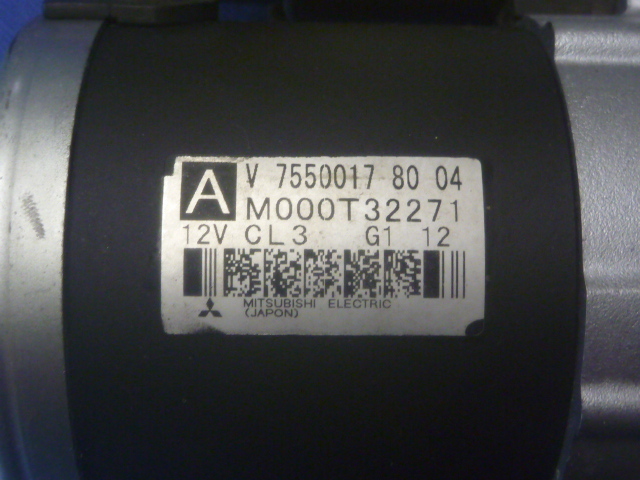 A V 7550017 80 04
M000T32271
12V CL3 G1 12
MITSUBISHI ELECTRIC
(JAPON)